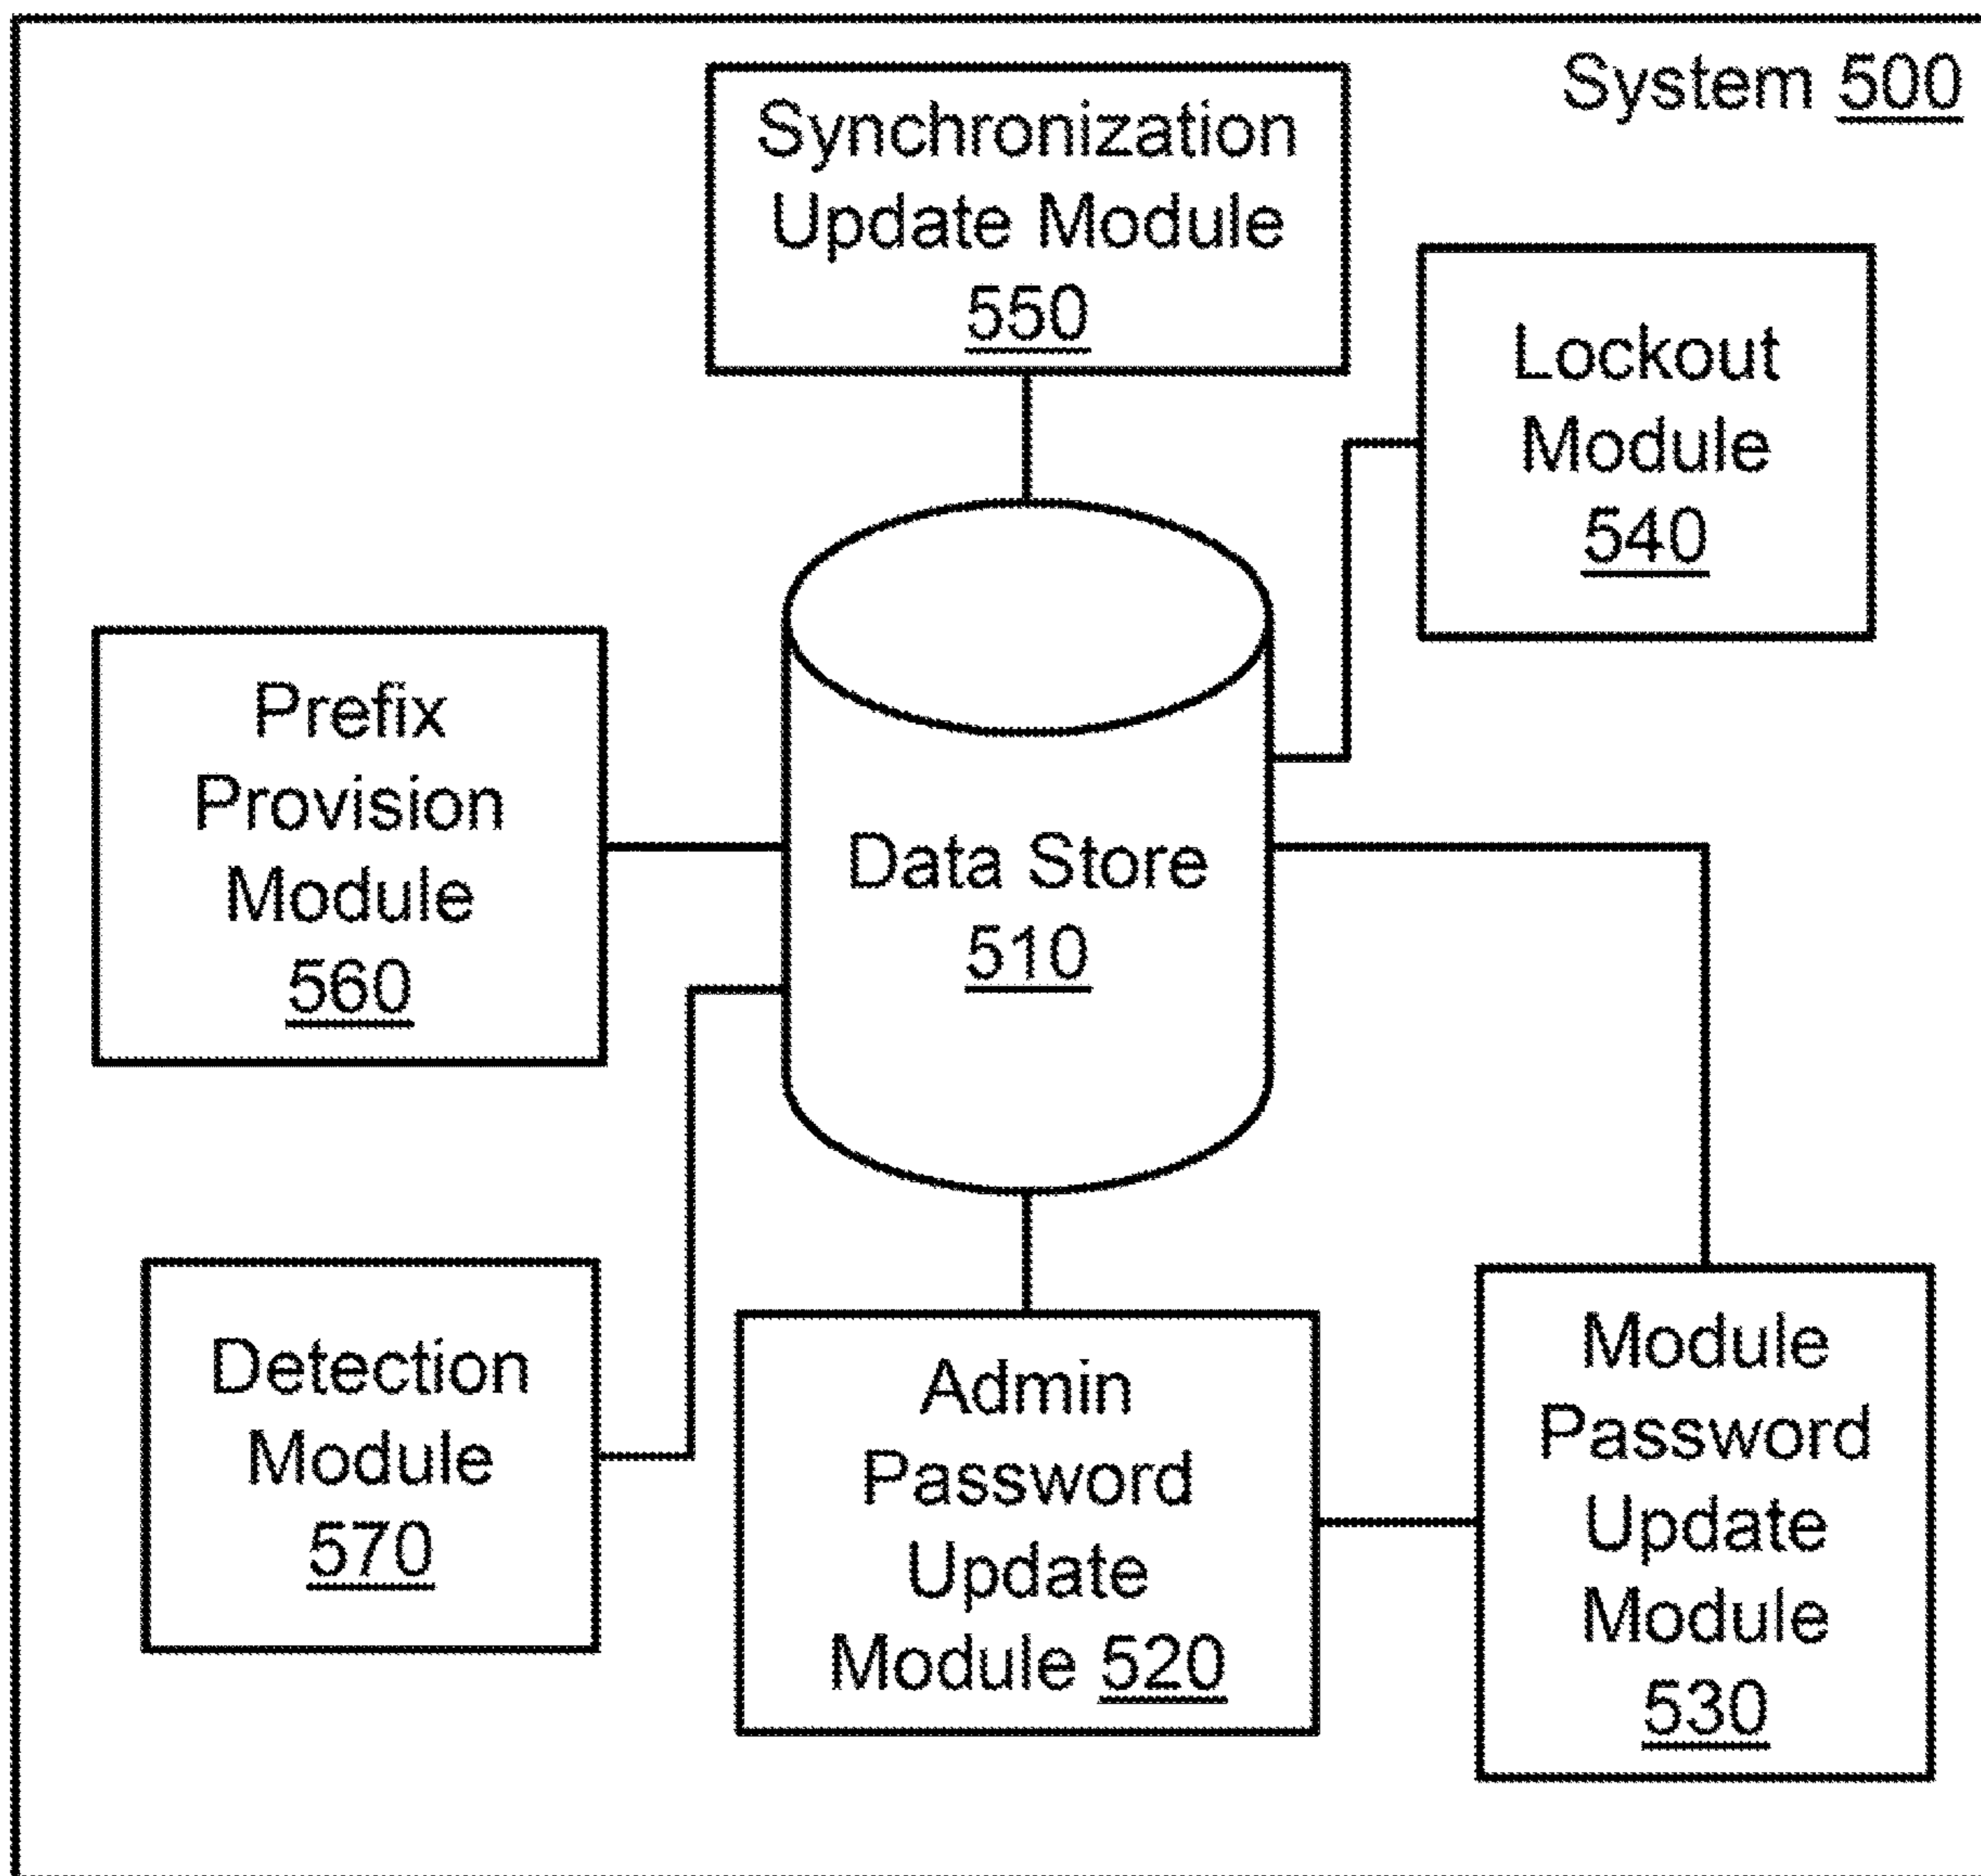 System 500
Synchronization
Update Module
550
Lockout
Module
540
Prefix
Provision
Module
560
Data Store
510
Detection
Module
570
Admin
Password
Update
Module 520
Module
Password
Update
Module
530